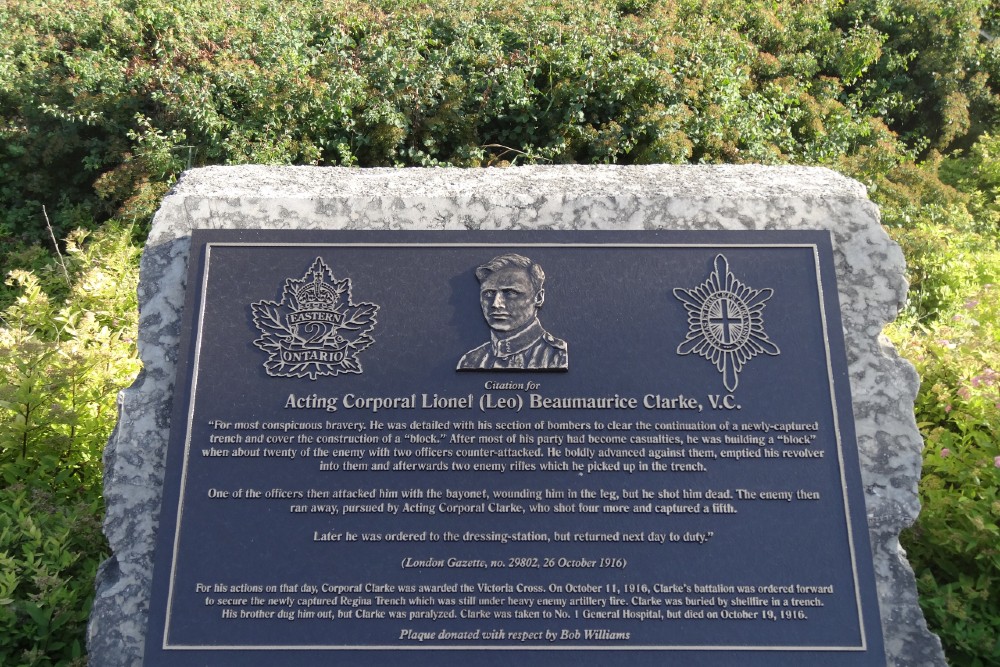 EASTERN
2
ONTARIO
Citation for
Acting Corporal Lionel (Leo) Beaumaurice Clarke, V.C.
"For most conspicuous bravery. He was detailed with his section of bombers to clear the continuation of a newly-captured
trench and cover the construction of a "block." After most of his party had become casualties, he was building a "block"
when about twenty of the enemy with two officers counter-attacked. He boldly advanced against them, emptied his revolver
into them and afterwards two enemy rifles which he picked up in the trench.
One of the officers then attacked him with the bayonet, wounding him in the leg, but he shot him dead. The enemy then
ran away, pursued by Acting Corporal Clarke, who shot four more and captured a fifth.
Later he was ordered to the dressing-station, but returned next day to duty."
(London Gazette, no. 29802, 26 October 1916)
For his actions on that day, Corporal Clarke was awarded the Victoria Cross. On October 11, 1916, Clarke's battalion was ordered forward
to secure the newly captured Regina Trench which was still under heavy enemy artillery fire. Clarke was buried by shellfire in a trench.
His brother dug him out, but Clarke was paralyzed. Clarke was taken to No. 1 General Hospital, but died on October 19, 1916.
Plaque donated with respect by Bob Williams